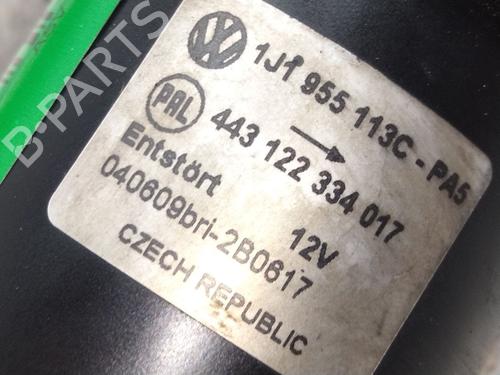 1J1 955 113C - PA5
PAL
443 122 334 017
Entstört
12V
040609bri-2B0617
CZECH REPUBLIC
B-PARTS